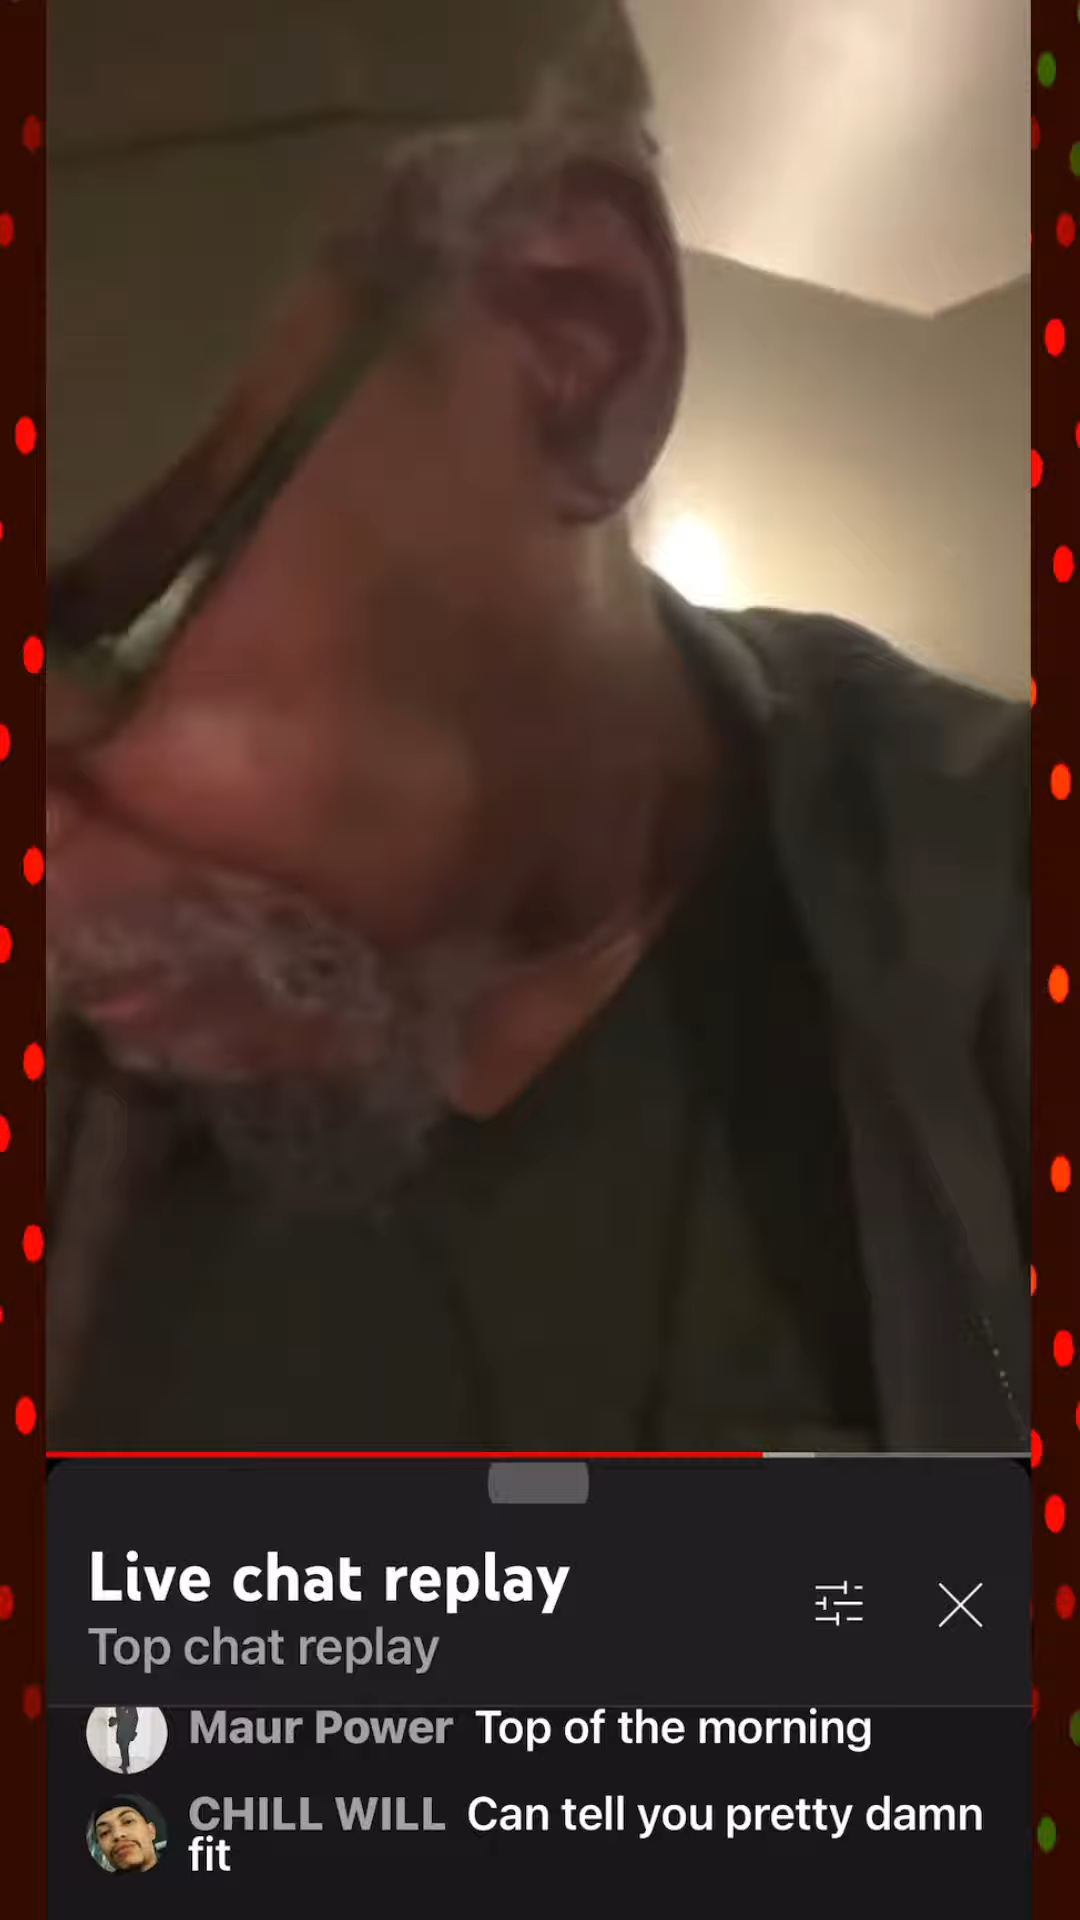 Live chat replay
Top chat replay
Maur Power Top of the morning
CHILL WILL Can tell you pretty damn
fit